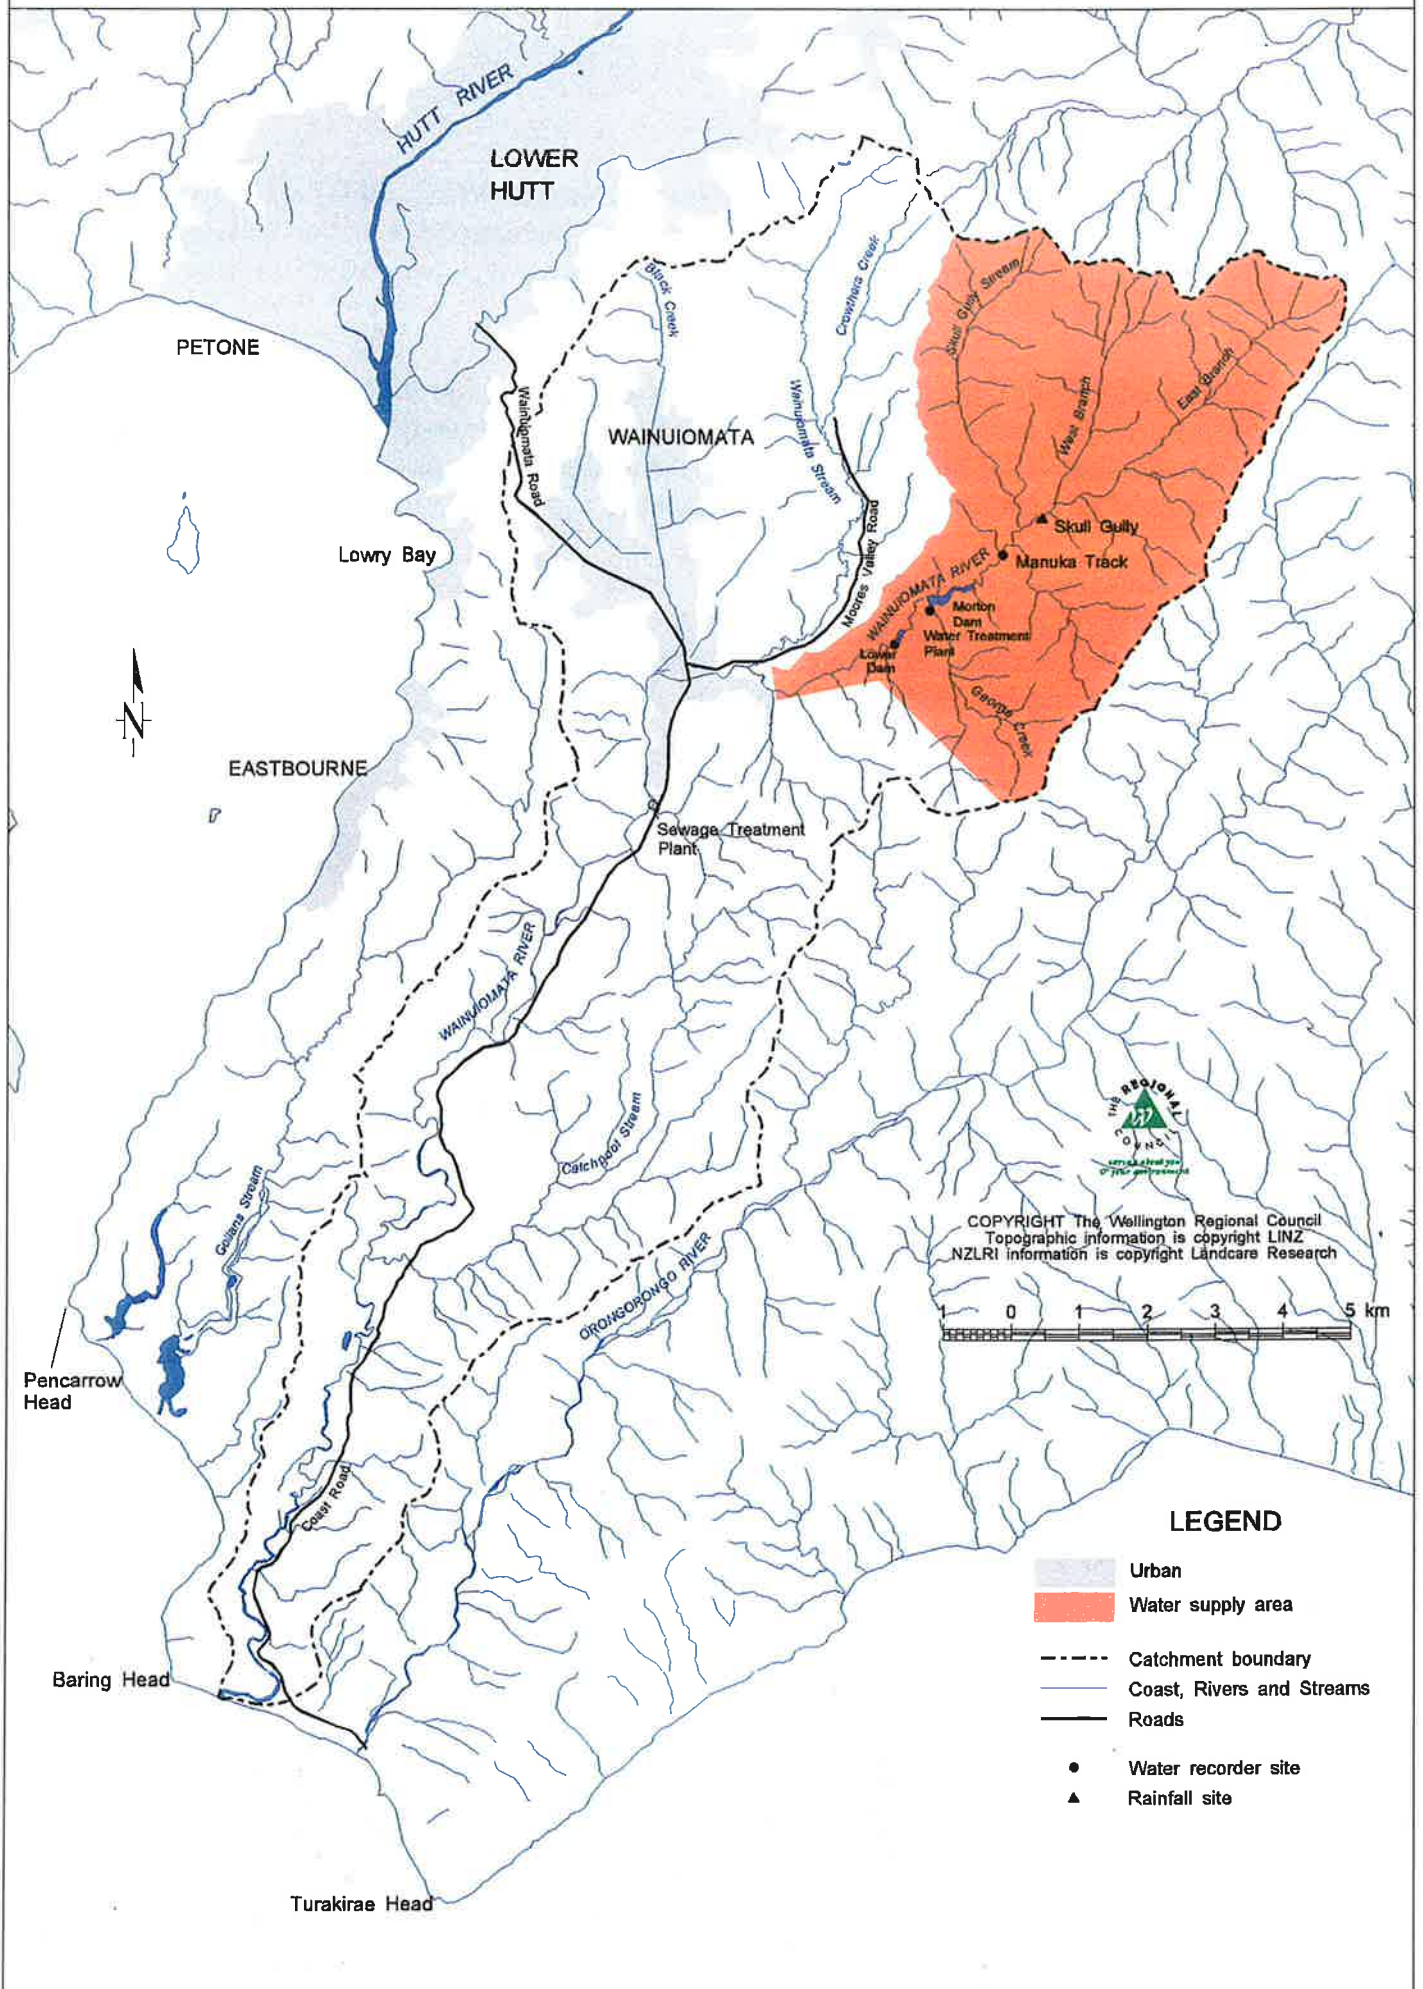 HUTT RIVER
LOWER
HUTT
Black Creek
Crowthers Creek
Skull Gully Stream
PETONE
East Branch
West Branch
Wainuiomata Road
WAINUIOMATA
Wainuiomata Stream
Moores Valley Road
Skull Gully
Lowry Bay
Manuka Track
WAINUIOMATA RIVER
Morton
Dam
Water Treatment
Plant
Lower
Dam
George Creek
N
EASTBOURNE
Sewage Treatment
Plant
WAINUIOMATA RIVER
THE REGIONAL
COUNCIL
Catchpool Stream
Gollans Stream
COPYRIGHT The Wellington Regional Council
Topographic information is copyright LINZ
NZLRI information is copyright Landcare Research
ORONGORONGO RIVER
1 0 1 2 3 4 5 km
Pencarrow
Head
Coast Road
LEGEND
Urban
Water supply area
Catchment boundary
Coast, Rivers and Streams
Roads
Water recorder site
Rainfall site
Baring Head
Turakirae Head